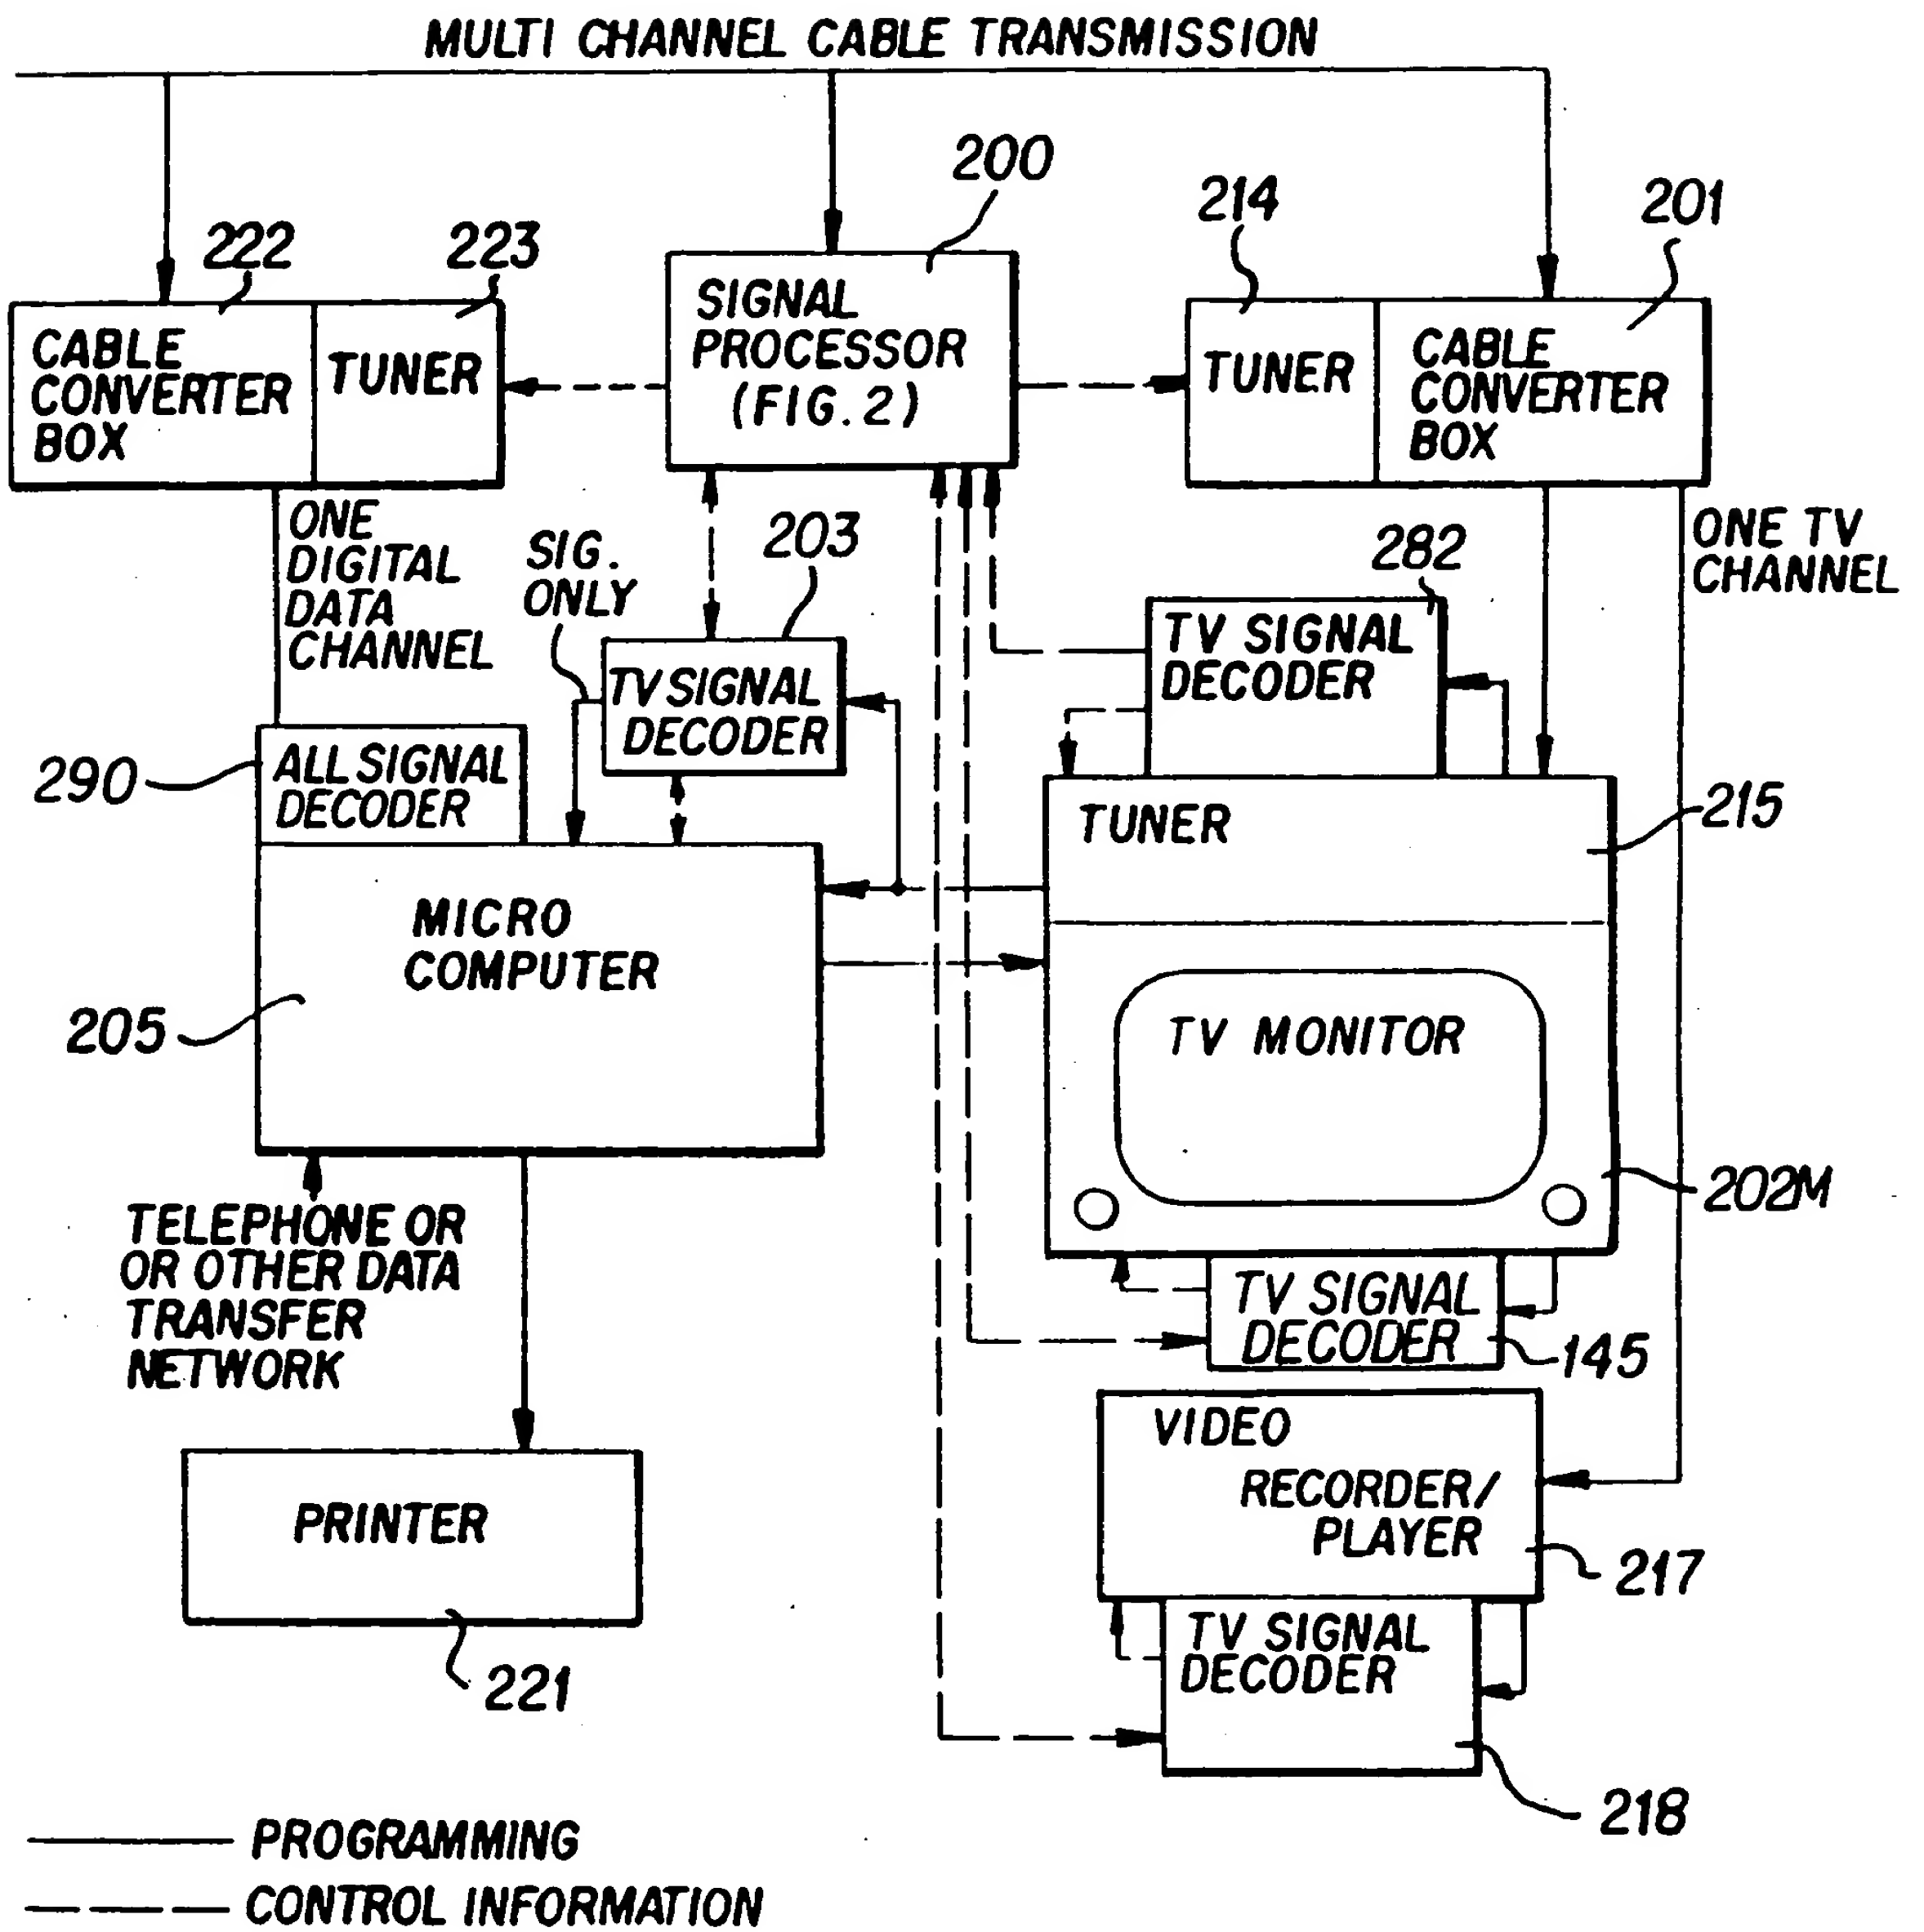 MULTI CHANNEL CABLE TRANSMISSION
200
214
201
222
223
CABLE
CONVERTER
BOX
TUNER
SIGNAL
PROCESSOR
(FIG. 2)
TUNER
CABLE
CONVERTER
BOX
ONE
DIGITAL
DATA
CHANNEL
SIG.
ONLY
203
282
ONE TV
CHANNEL
TV SIGNAL
DECODER
TV SIGNAL
DECODER
290
ALL SIGNAL
DECODER
TUNER
215
MICRO
COMPUTER
205
TV MONITOR
202M
TELEPHONE OR
OR OTHER DATA
TRANSFER
NETWORK
TV SIGNAL
DECODER
145
VIDEO
RECORDER/
PLAYER
217
PRINTER
221
TV SIGNAL
DECODER
218
PROGRAMMING
CONTROL INFORMATION